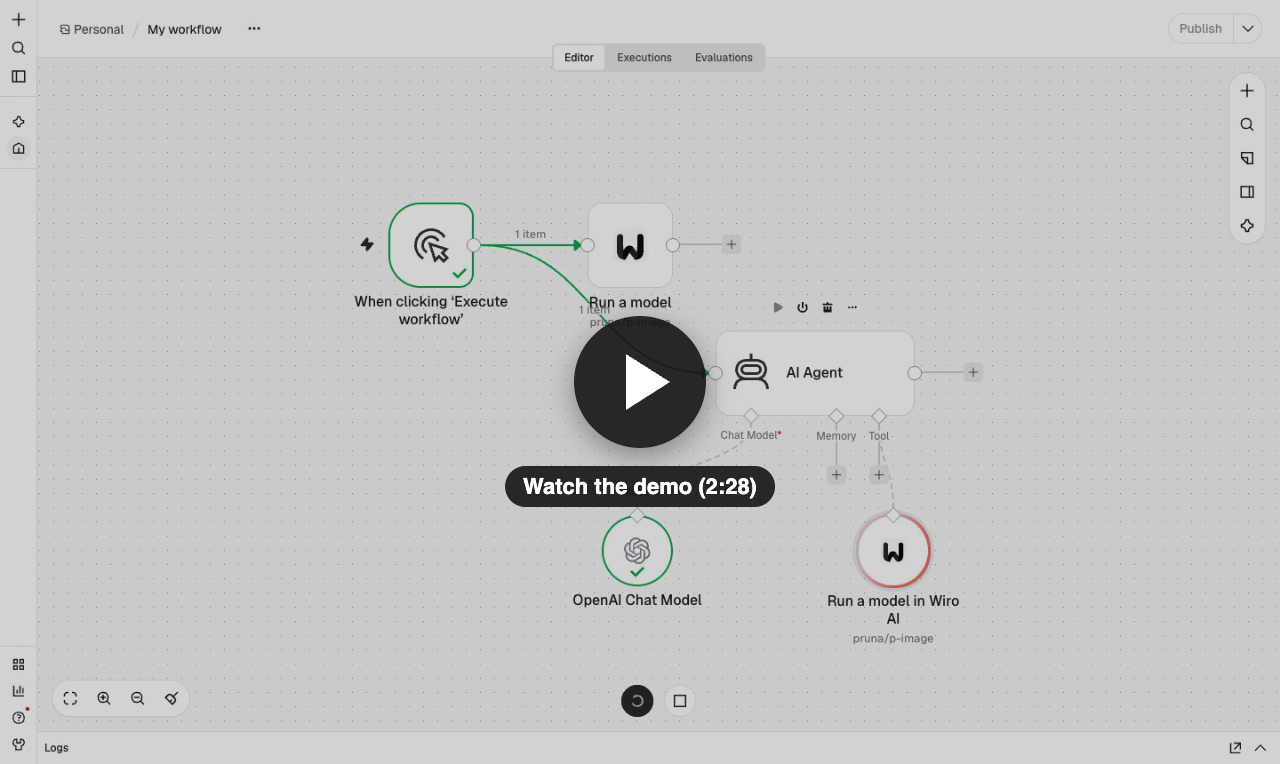 Personal / My workflow
Publish
Editor Executions Evaluations
1 item
When clicking ‘Execute
workflow’
Run a model
pruna/p-image
1 item
AI Agent
Chat Model*
Memory
Tool
Watch the demo (2:28)
OpenAI Chat Model
Run a model in Wiro
AI
pruna/p-image
Logs